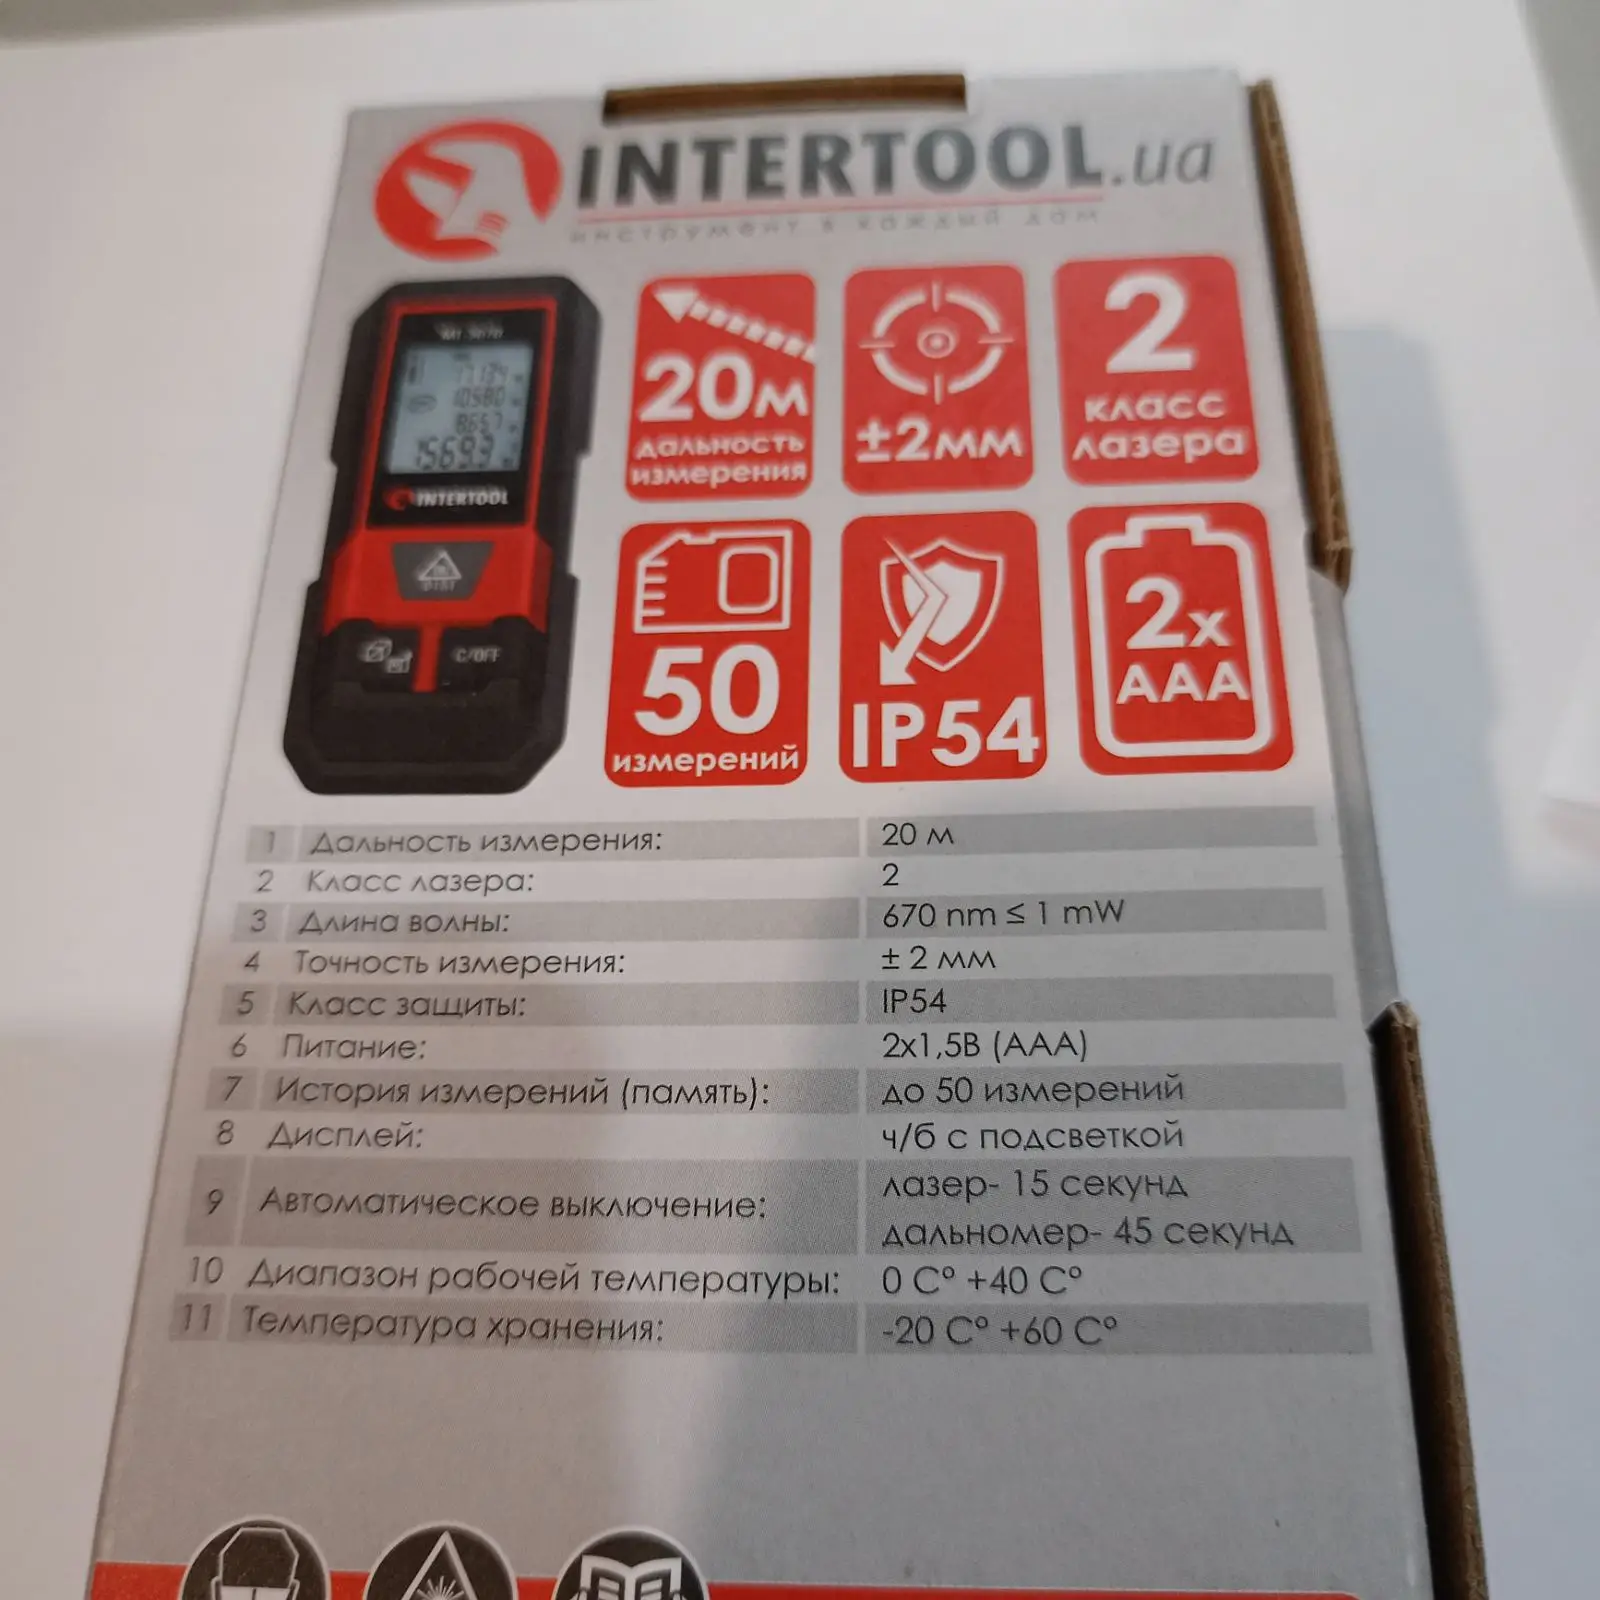 INTERTOOL.ua
инструмент в каждый дом
INTERTOOL
C/OFF
20м
дальность
измерения
±2мм
2
класс
лазера
50
измерений
IP54
2x
AAA
1 Дальность измерения: 20 м
2 Класс лазера: 2
3 Длина волны: 670 nm ≤ 1 mW
4 Точность измерения: ± 2 мм
5 Класс защиты: IP54
6 Питание: 2x1,5В (ААА)
7 История измерений (память): до 50 измерений
8 Дисплей: ч/б с подсветкой
9 Автоматическое выключение: лазер- 15 секунд
дальномер- 45 секунд
10 Диапазон рабочей температуры: 0 С° +40 С°
11 Температура хранения: -20 С° +60 С°